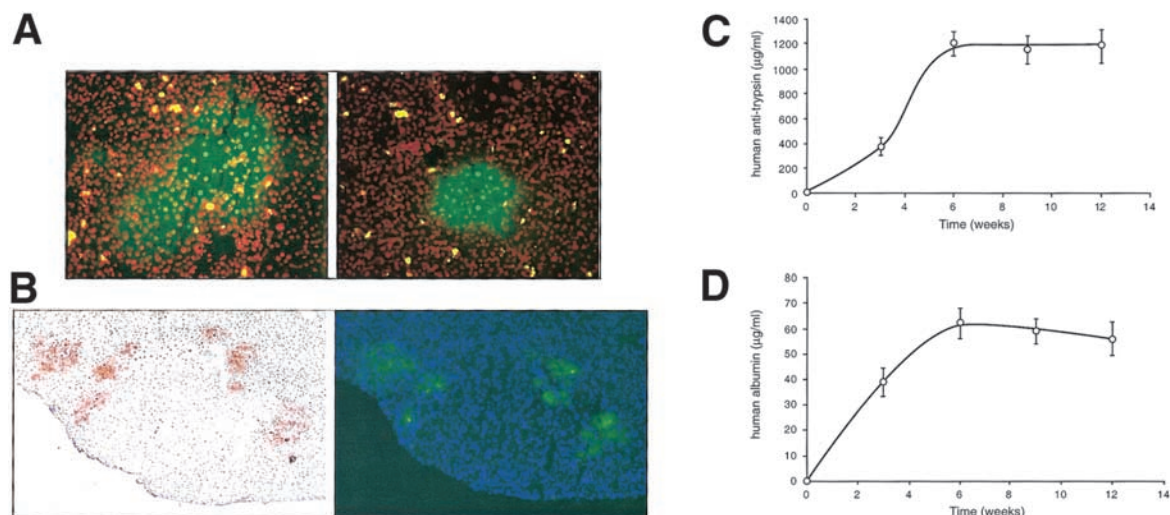 A
B
C
human anti-trypsin (µg/ml)
1400
1200
1000
800
600
400
200
0
0 2 4 6 8 10 12 14
Time (weeks)
D
human albumin (µg/ml)
80
70
60
50
40
30
20
10
0
0 2 4 6 8 10 12 14
Time (weeks)